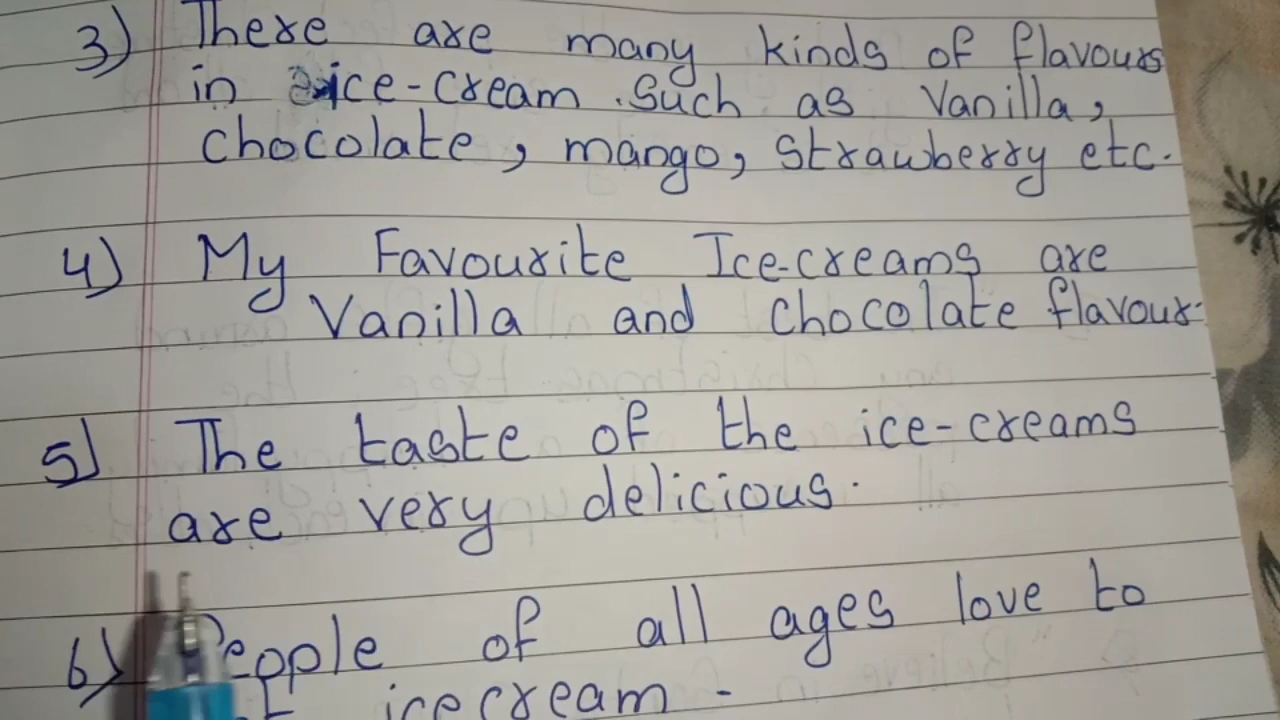 3) There are many kinds of flavours
in ice-cream. Such as Vanilla,
chocolate, mango, Strawberry etc.
4) My Favourite Ice-creams are
Vanilla and chocolate flavour.
5) The taste of the ice-creams
are very delicious.
6) People of all ages love to
icecream.